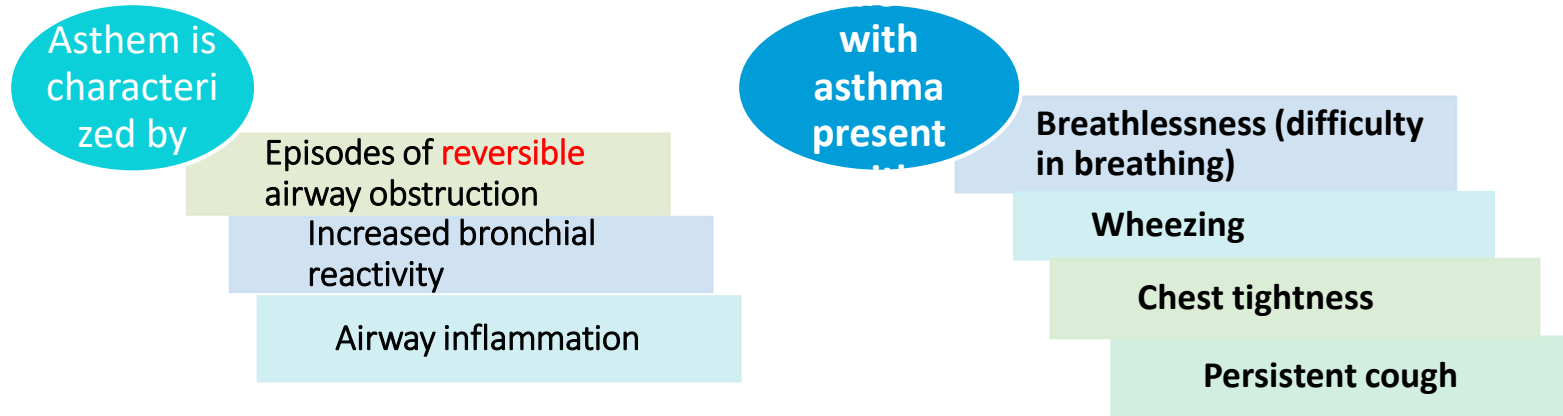 Asthem is
characteri
zed by
Episodes of reversible
airway obstruction
Increased bronchial
reactivity
Airway inflammation
with
asthma
present
Breathlessness (difficulty
in breathing)
Wheezing
Chest tightness
Persistent cough